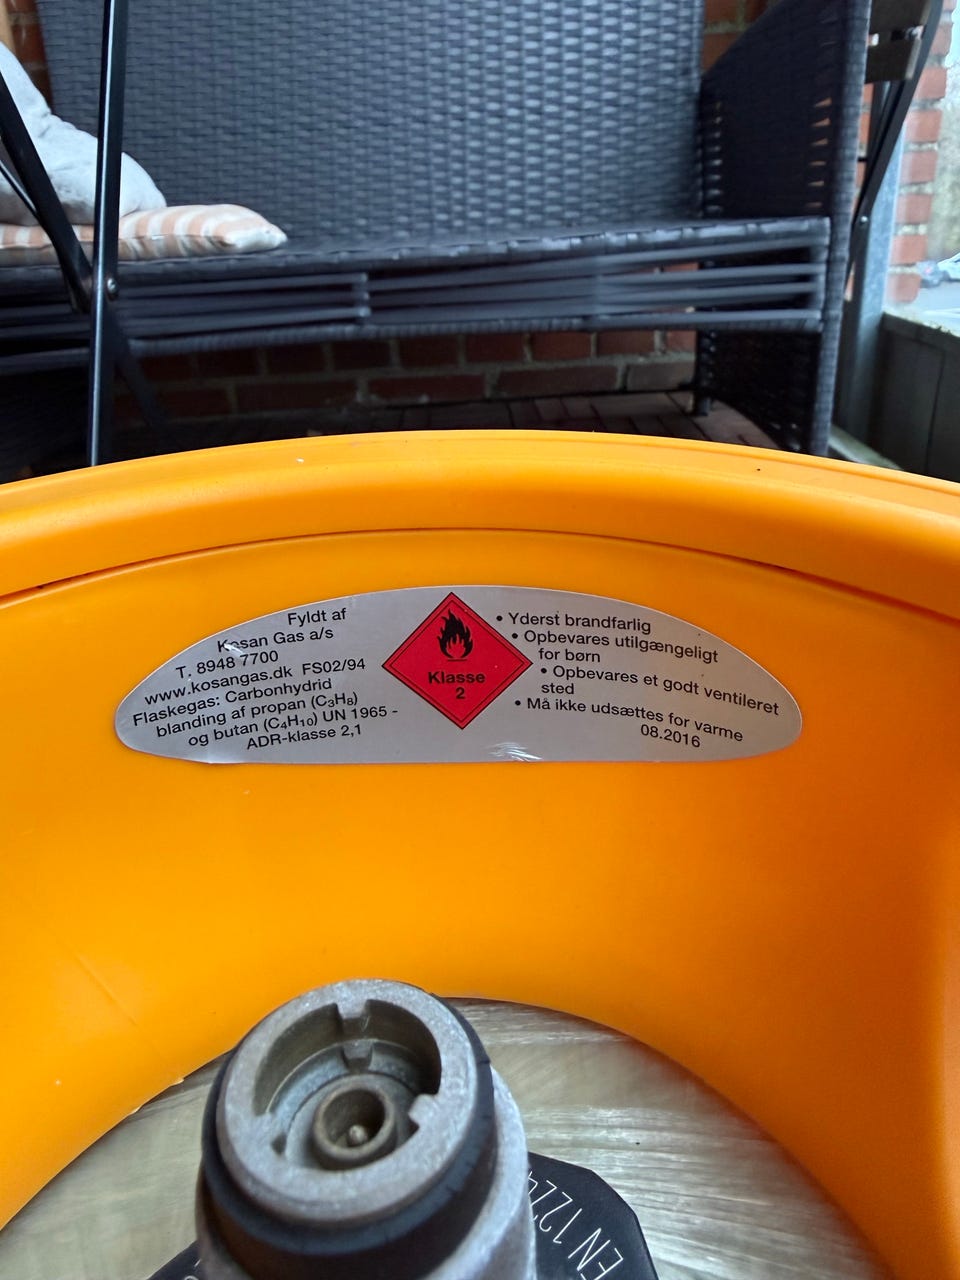 Fyldt af
Kosan Gas a/s
T. 8948 7700
www.kosangas.dk FS02/94
Flaskegas: Carbonhydrid
blanding af propan (C₃H₈)
og butan (C₄H₁₀) UN 1965 -
ADR-klasse 2,1
Klasse
2
• Yderst brandfarlig
• Opbevares utilgængeligt
for børn
• Opbevares et godt ventileret
sted
• Må ikke udsættes for varme
08.2016
EN